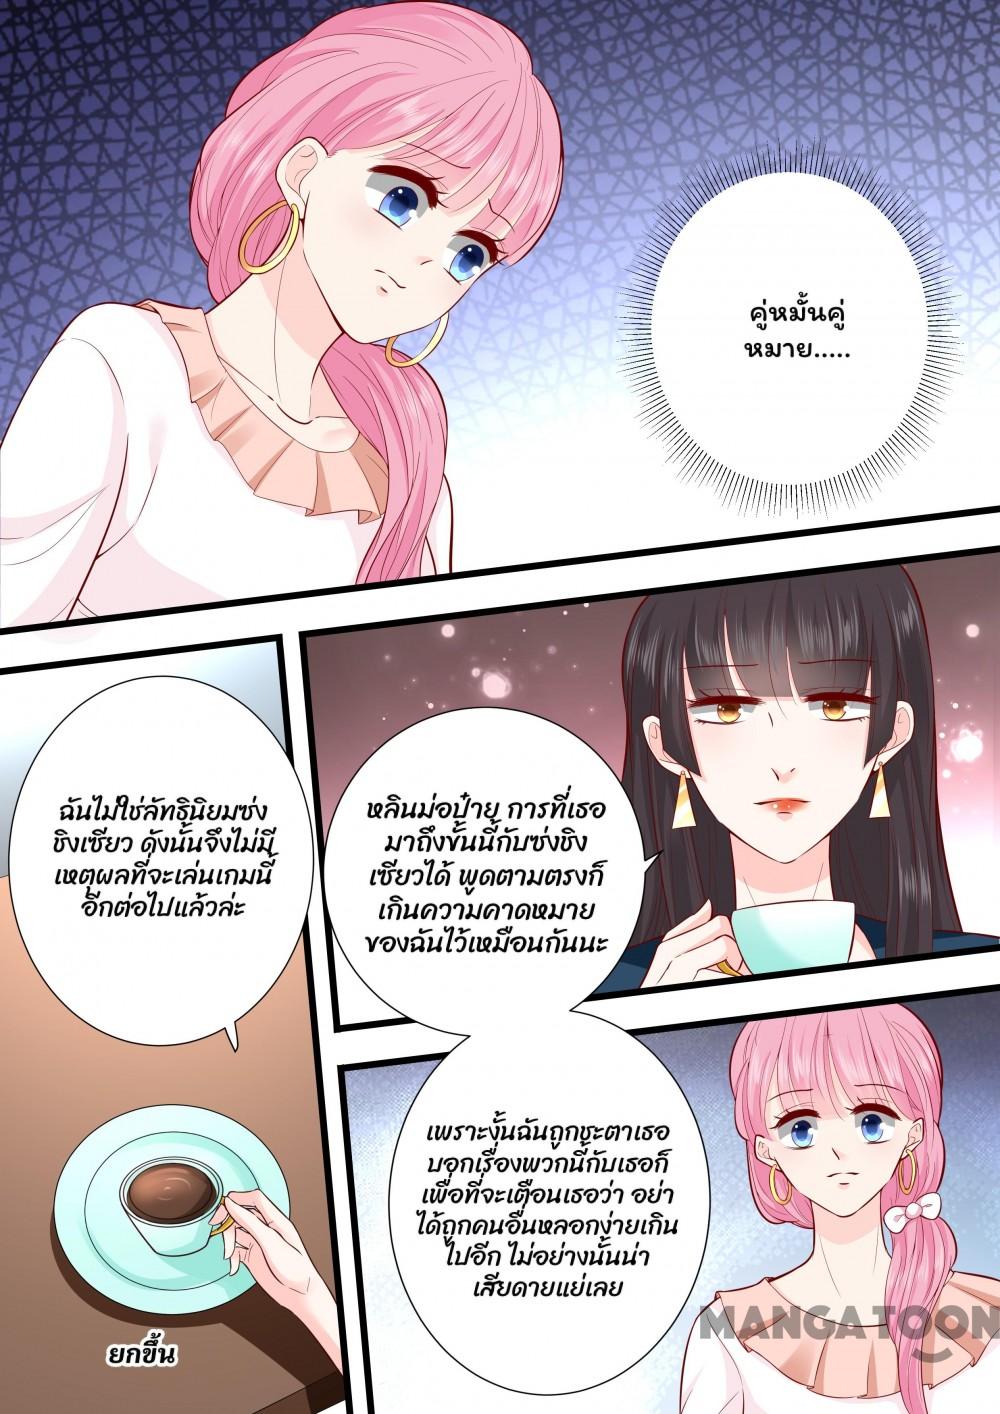 คู่หมั้นคู่
หมาย.....
ฉันไม่ใช่ลัทธินิยมซ่ง
ชิงเซียว ดังนั้นจึงไม่มี
เหตุผลที่จะเล่นเกมนี้
อีกต่อไปแล้วล่ะ
หลินม่อป๋าย การที่เธอ
มาถึงขั้นนี้กับซ่งชิง
เซียวได้ พูดตามตรงก็
เกินความคาดหมาย
ของฉันไว้เหมือนกันนะ
เพราะงั้นฉันถูกชะตาเธอ
บอกเรื่องพวกนี้กับเธอก็
เพื่อที่จะเตือนเธอว่า อย่า
ได้ถูกคนอื่นหลอกง่ายเกิน
ไปอีก ไม่อย่างนั้นน่า
เสียดายแย่เลย
ยกขึ้น
MANGATOON